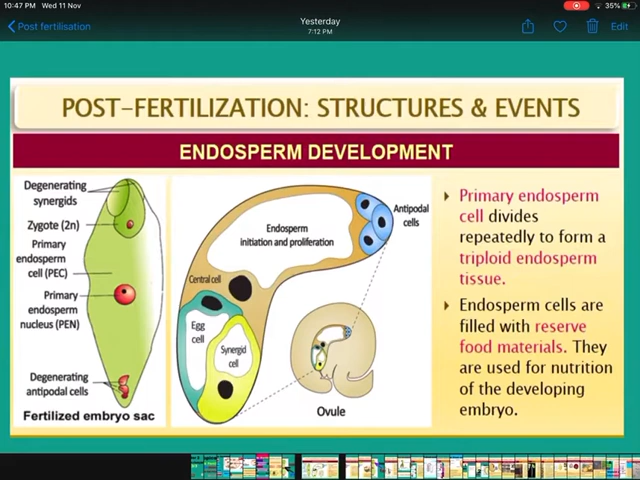 10:47 PM Wed 11 Nov
35%
Post fertilisation
Yesterday
7:12 PM
Edit
POST-FERTILIZATION: STRUCTURES & EVENTS
ENDOSPERM DEVELOPMENT
Degenerating
synergids
Zygote (2n)
Primary
endosperm
cell (PEC)
Primary
endosperm
nucleus (PEN)
Degenerating
antipodal cells
Fertilized embryo sac
Endosperm
initiation and proliferation
Antipodal
cells
Central cell
Egg
cell
Synergid
cell
Ovule
Primary endosperm
cell divides
repeatedly to form a
triploid endosperm
tissue.
Endosperm cells are
filled with reserve
food materials. They
are used for nutrition
of the developing
embryo.